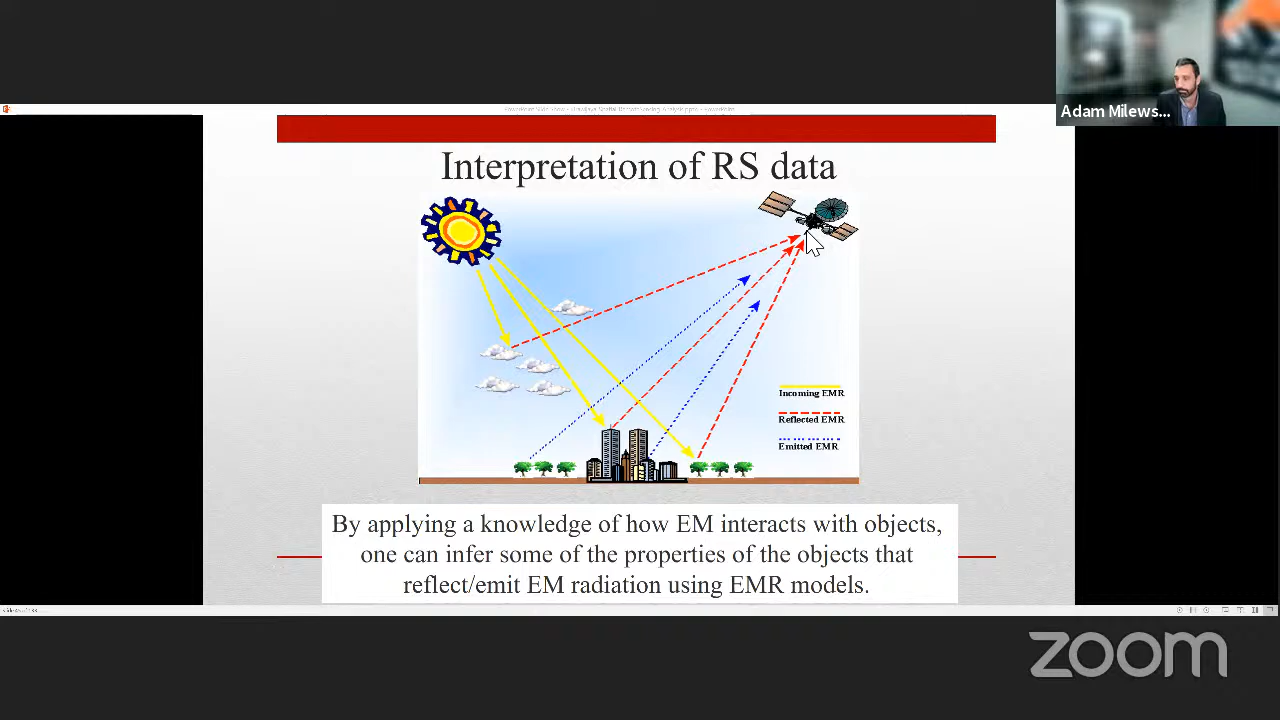 Adam Milews...
Interpretation of RS data
Incoming EMR
Reflected EMR
Emitted EMR
By applying a knowledge of how EM interacts with objects,
one can infer some of the properties of the objects that
reflect/emit EM radiation using EMR models.
zoom